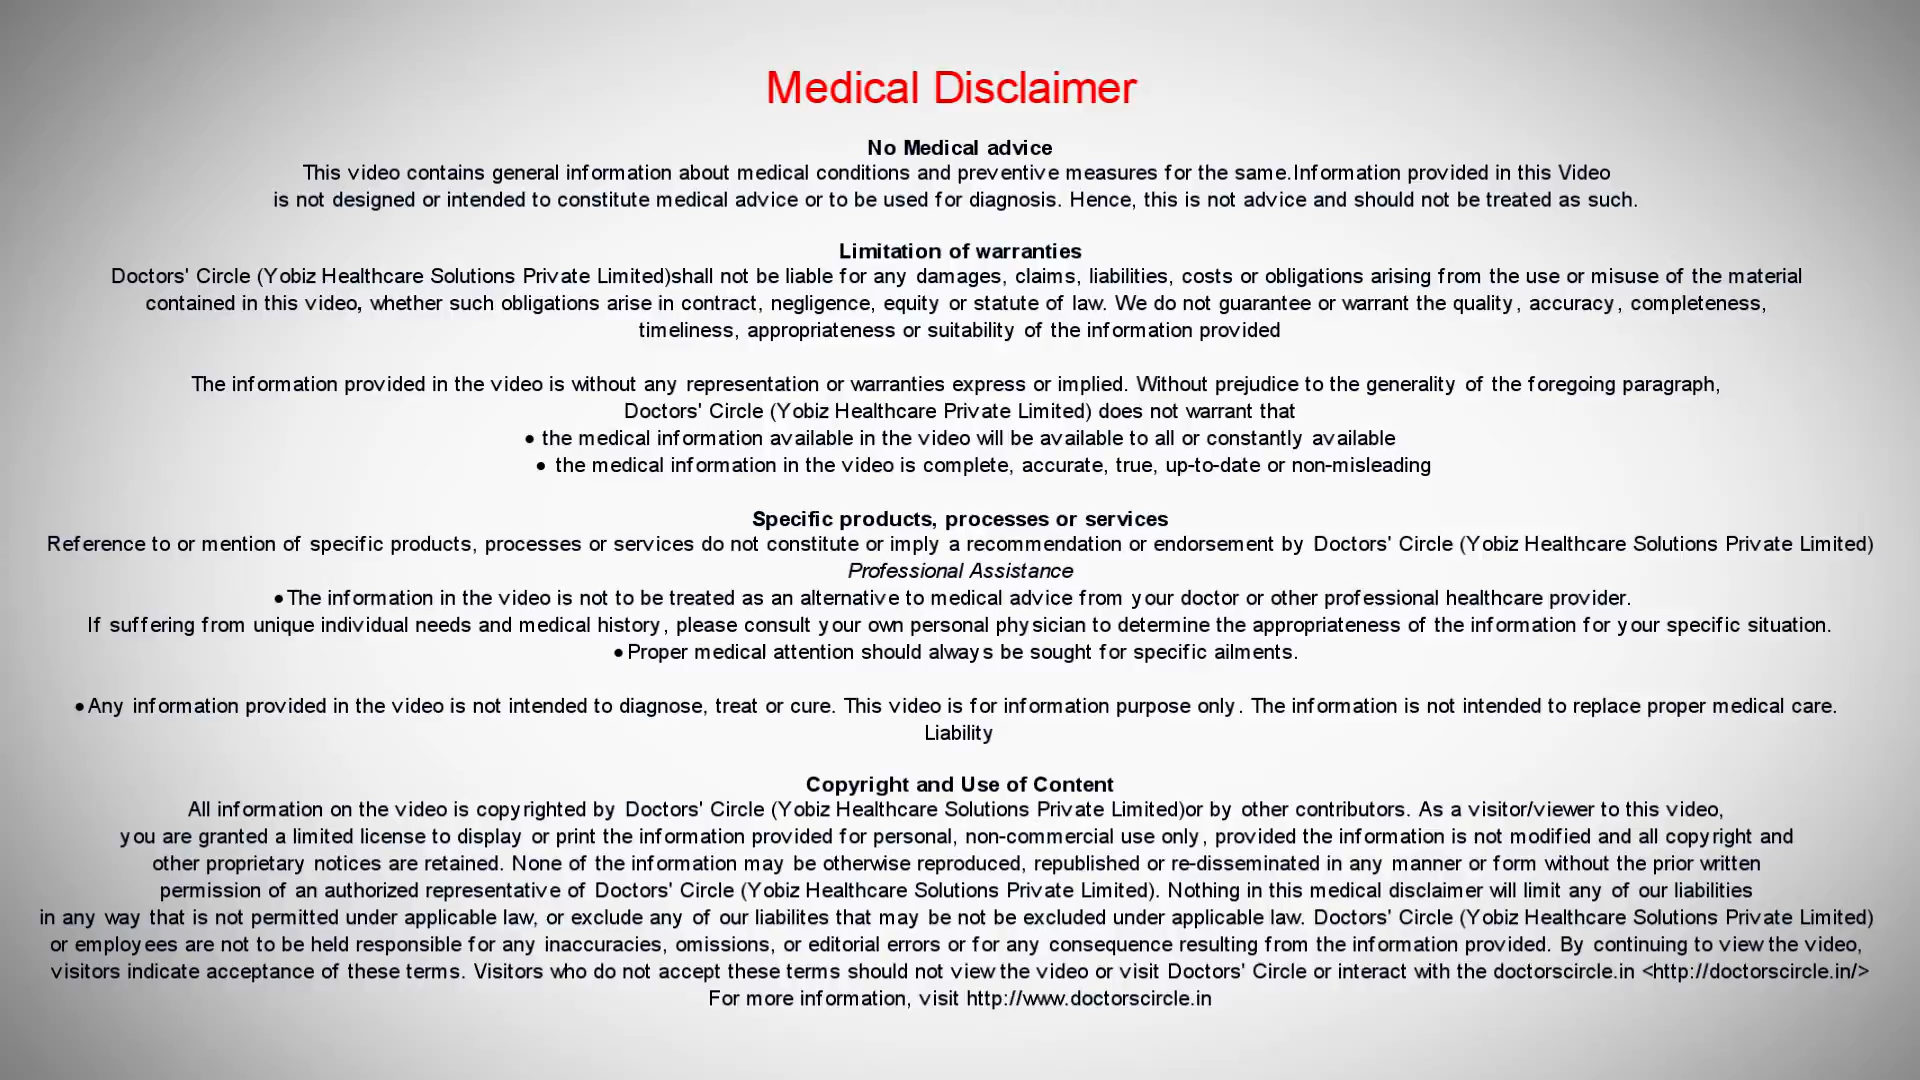 Medical Disclaimer
No Medical advice
This video contains general information about medical conditions and preventive measures for the same.Information provided in this Video
is not designed or intended to constitute medical advice or to be used for diagnosis. Hence, this is not advice and should not be treated as such.
Limitation of warranties
Doctors' Circle (Yobiz Healthcare Solutions Private Limited)shall not be liable for any damages, claims, liabilities, costs or obligations arising from the use or misuse of the material
contained in this video, whether such obligations arise in contract, negligence, equity or statute of law. We do not guarantee or warrant the quality, accuracy, completeness,
timeliness, appropriateness or suitability of the information provided
The information provided in the video is without any representation or warranties express or implied. Without prejudice to the generality of the foregoing paragraph,
Doctors' Circle (Yobiz Healthcare Private Limited) does not warrant that
• the medical information available in the video will be available to all or constantly available
• the medical information in the video is complete, accurate, true, up-to-date or non-misleading
Specific products, processes or services
Reference to or mention of specific products, processes or services do not constitute or imply a recommendation or endorsement by Doctors' Circle (Yobiz Healthcare Solutions Private Limited)
Professional Assistance
•The information in the video is not to be treated as an alternative to medical advice from your doctor or other professional healthcare provider.
If suffering from unique individual needs and medical history, please consult your own personal physician to determine the appropriateness of the information for your specific situation.
•Proper medical attention should always be sought for specific ailments.
•Any information provided in the video is not intended to diagnose, treat or cure. This video is for information purpose only. The information is not intended to replace proper medical care.
Liability
Copyright and Use of Content
All information on the video is copyrighted by Doctors' Circle (Yobiz Healthcare Solutions Private Limited)or by other contributors. As a visitor/viewer to this video,
you are granted a limited license to display or print the information provided for personal, non-commercial use only, provided the information is not modified and all copyright and
other proprietary notices are retained. None of the information may be otherwise reproduced, republished or re-disseminated in any manner or form without the prior written
permission of an authorized representative of Doctors' Circle (Yobiz Healthcare Solutions Private Limited). Nothing in this medical disclaimer will limit any of our liabilities
in any way that is not permitted under applicable law, or exclude any of our liabilites that may be not be excluded under applicable law. Doctors' Circle (Yobiz Healthcare Solutions Private Limited)
or employees are not to be held responsible for any inaccuracies, omissions, or editorial errors or for any consequence resulting from the information provided. By continuing to view the video,
visitors indicate acceptance of these terms. Visitors who do not accept these terms should not view the video or visit Doctors' Circle or interact with the doctorscircle.in <http://doctorscircle.in/>
For more information, visit http://www.doctorscircle.in